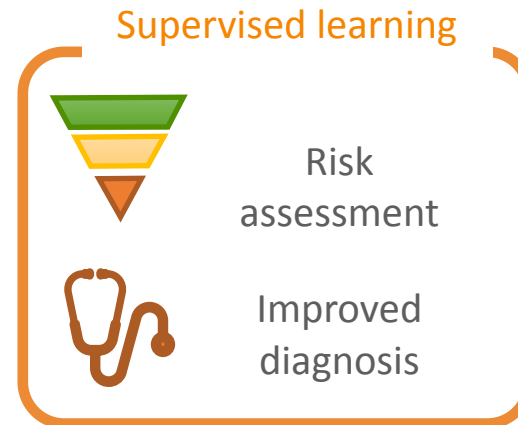 Supervised learning
Risk
assessment
Improved
diagnosis